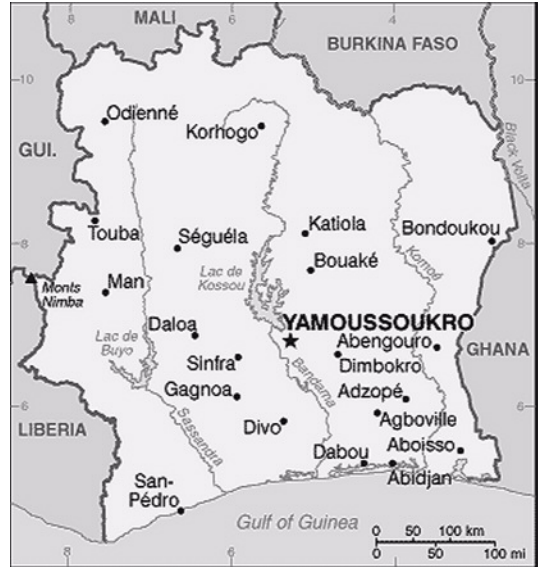 8
MALI
4
BURKINA FASO
10
10
Odienné
Korhogo
GUI.
Black Volta
Touba
Séguéla
Katiola
Bondoukou
8
8
Bouaké
Komoé
Lac de
Kossou
Monts
Nimba
Man
YAMOUSSOUKRO
Daloa
Abengouro
GHANA
Lac de
Buyo
Sinfra
Dimbokro
Gagnoa
Bandama
Adzopé
6
6
Sassandra
Agboville
LIBERIA
Divo
Dabou
Aboisso
Abidjan
San-
Pédro
Gulf of Guinea
0 50 100 km
0 50 100 mi
8
6
4